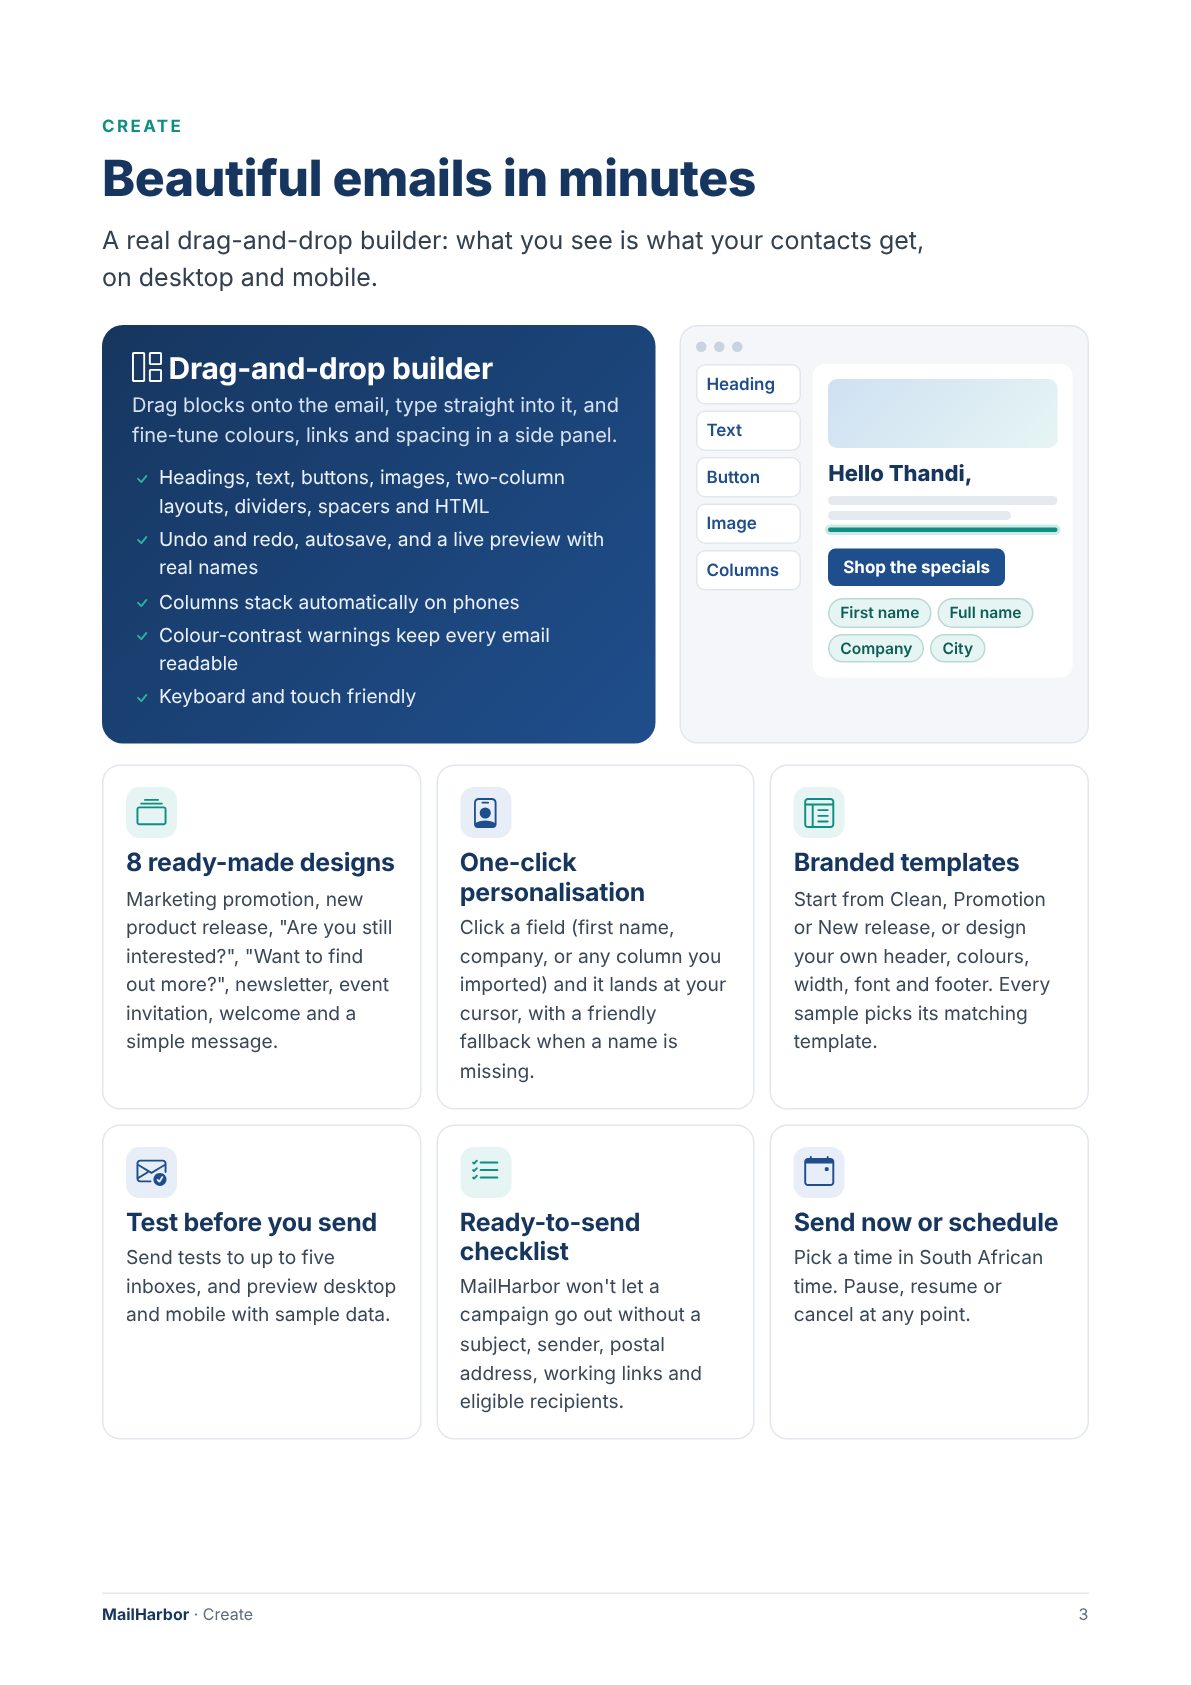 CREATE
Beautiful emails in minutes
A real drag-and-drop builder: what you see is what your contacts get,
on desktop and mobile.
Drag-and-drop builder
Drag blocks onto the email, type straight into it, and
fine-tune colours, links and spacing in a side panel.
Headings, text, buttons, images, two-column
layouts, dividers, spacers and HTML
Undo and redo, autosave, and a live preview with
real names
Columns stack automatically on phones
Colour-contrast warnings keep every email
readable
Keyboard and touch friendly
Heading
Text
Button
Image
Columns
Hello Thandi,
Shop the specials
First name
Full name
Company
City
8 ready-made designs
Marketing promotion, new
product release, "Are you still
interested?", "Want to find
out more?", newsletter, event
invitation, welcome and a
simple message.
One-click
personalisation
Click a field (first name,
company, or any column you
imported) and it lands at your
cursor, with a friendly
fallback when a name is
missing.
Branded templates
Start from Clean, Promotion
or New release, or design
your own header, colours,
width, font and footer. Every
sample picks its matching
template.
Test before you send
Send tests to up to five
inboxes, and preview desktop
and mobile with sample data.
Ready-to-send
checklist
MailHarbor won't let a
campaign go out without a
subject, sender, postal
address, working links and
eligible recipients.
Send now or schedule
Pick a time in South African
time. Pause, resume or
cancel at any point.
MailHarbor · Create
3